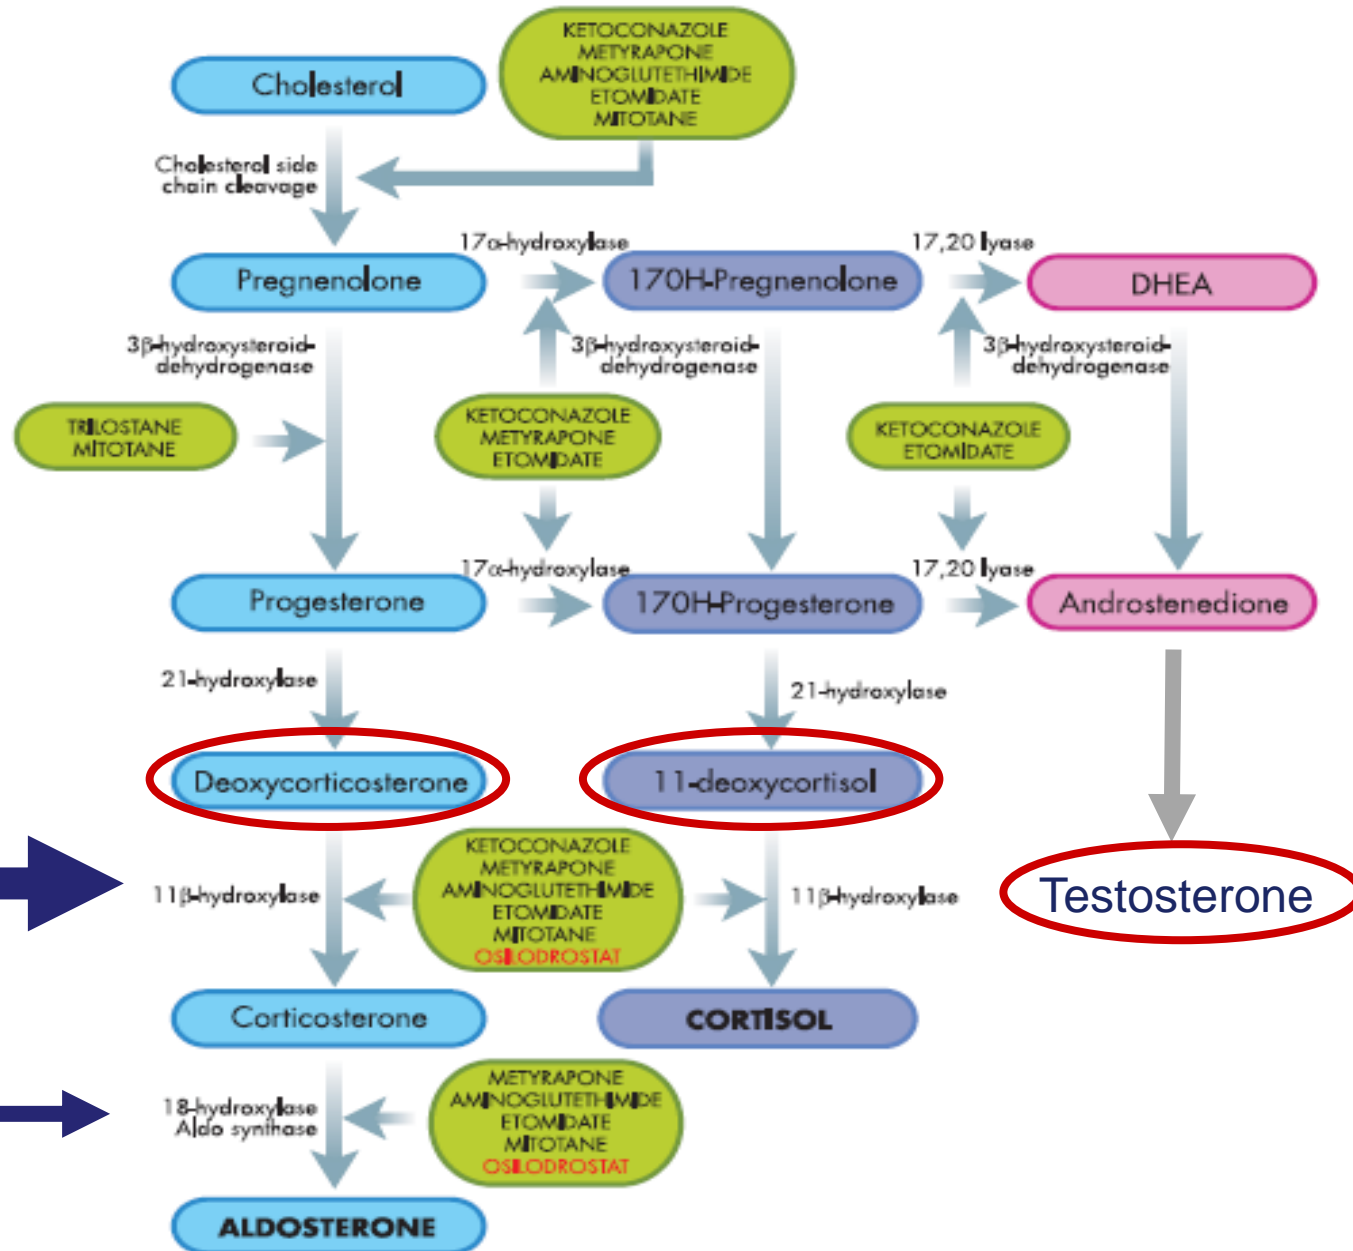 KETOCONAZOLE
METYRAPONE
AMINOGLUTETHIMIDE
ETOMIDATE
MITOTANE
Cholesterol
Cholesterol side
chain cleavage
17α-hydroxylase
17,20 lyase
Pregnenolone
170H-Pregnenolone
DHEA
3β-hydroxysteroid-
dehydrogenase
3β-hydroxysteroid-
dehydrogenase
3β-hydroxysteroid-
dehydrogenase
TRILOSTANE
MITOTANE
KETOCONAZOLE
METYRAPONE
ETOMIDATE
KETOCONAZOLE
ETOMIDATE
17α-hydroxylase
17,20 lyase
Progesterone
170H-Progesterone
Androstenedione
21-hydroxylase
21-hydroxylase
Deoxycorticosterone
11-deoxycortisol
KETOCONAZOLE
METYRAPONE
AMINOGLUTETHIMIDE
ETOMIDATE
MITOTANE
OSILODROSTAT
11β-hydroxylase
11β-hydroxylase
Testosterone
Corticosterone
CORTISOL
18-hydroxylase
Aldo synthase
METYRAPONE
AMINOGLUTETHIMIDE
ETOMIDATE
MITOTANE
OSILODROSTAT
ALDOSTERONE